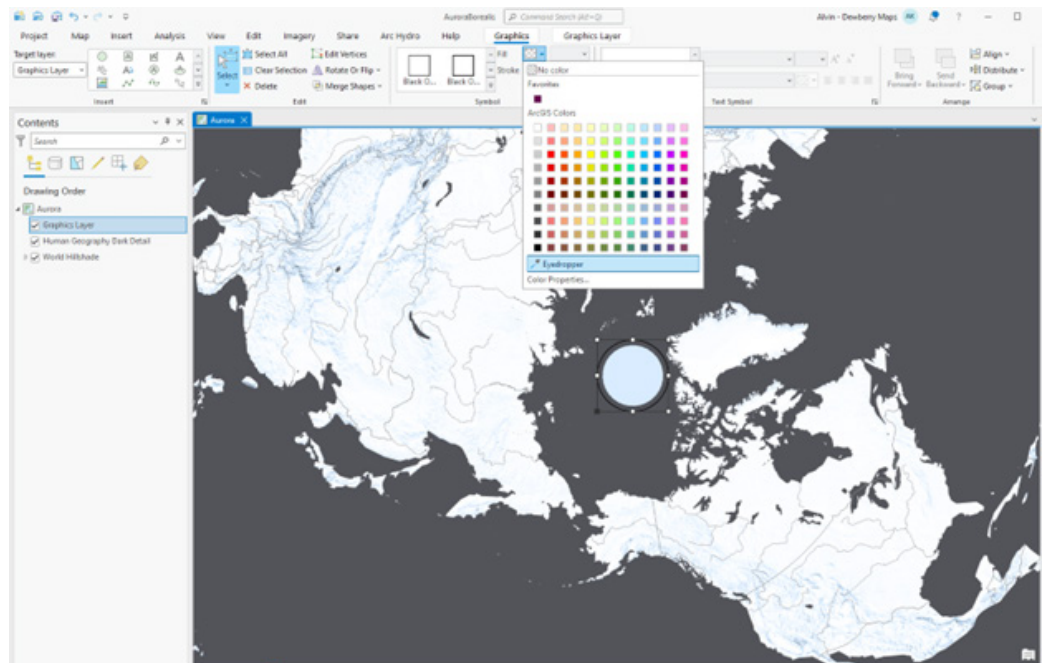 AuroraBorealis Command Search (Alt+Q) Alvin - Dewberry Maps AK ?
Project Map Insert Analysis View Edit Imagery Share Arc Hydro Help Graphics Graphics Layer
Target layer:
Graphics Layer
Insert
Select
Select All
Clear Selection
Delete
Edit Vertices
Rotate Or Flip
Merge Shapes
Edit
Black O...
Black O...
Fill
Stroke
Symbol
Text Symbol
Bring
Forward
Send
Backward
Align
Distribute
Group
Arrange
No color
Favorites
ArcGIS Colors
Eyedropper
Color Properties...
Contents
Search
Drawing Order
Aurora
Graphics Layer
Human Geography Dark Detail
World Hillshade
Aurora